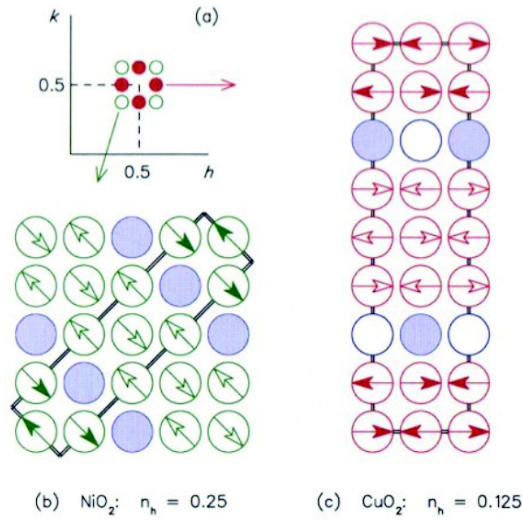 (a)
k
0.5
0.5
h
(b) NiO₂: nₕ = 0.25
(c) CuO₂: nₕ = 0.125